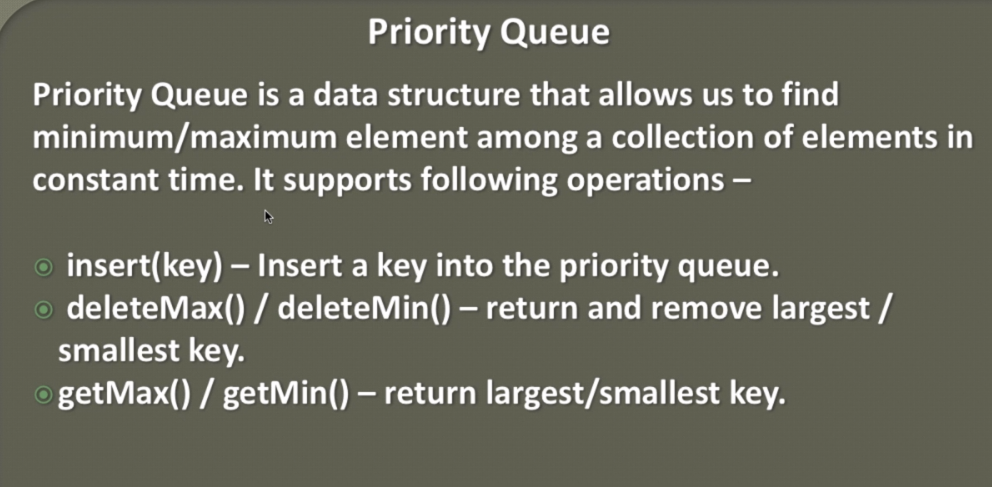 Priority Queue
Priority Queue is a data structure that allows us to find
minimum/maximum element among a collection of elements in
constant time. It supports following operations –
insert(key) – Insert a key into the priority queue.
deleteMax() / deleteMin() – return and remove largest /
smallest key.
getMax() / getMin() – return largest/smallest key.